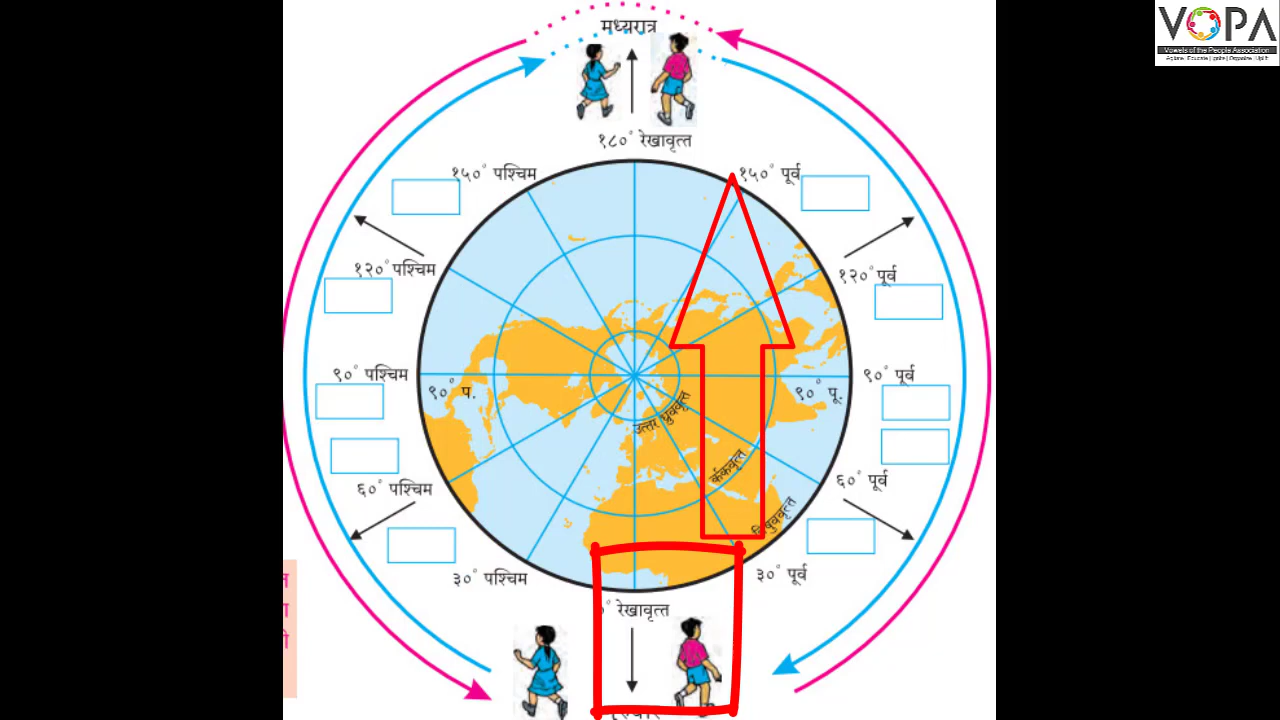 मध्यरात्र
VOPA
Vowels of the People Association
१८०° रेखावृत्त
१५०° पश्चिम
१५०° पूर्व
१२०° पश्चिम
१२०° पूर्व
९०° पश्चिम
९०° प.
९०° पू.
९०° पूर्व
उत्तर ध्रुववृत्त
कर्कवृत्त
६०° पश्चिम
६०° पूर्व
३०° पश्चिम
३०° पूर्व
° रेखावृत्त